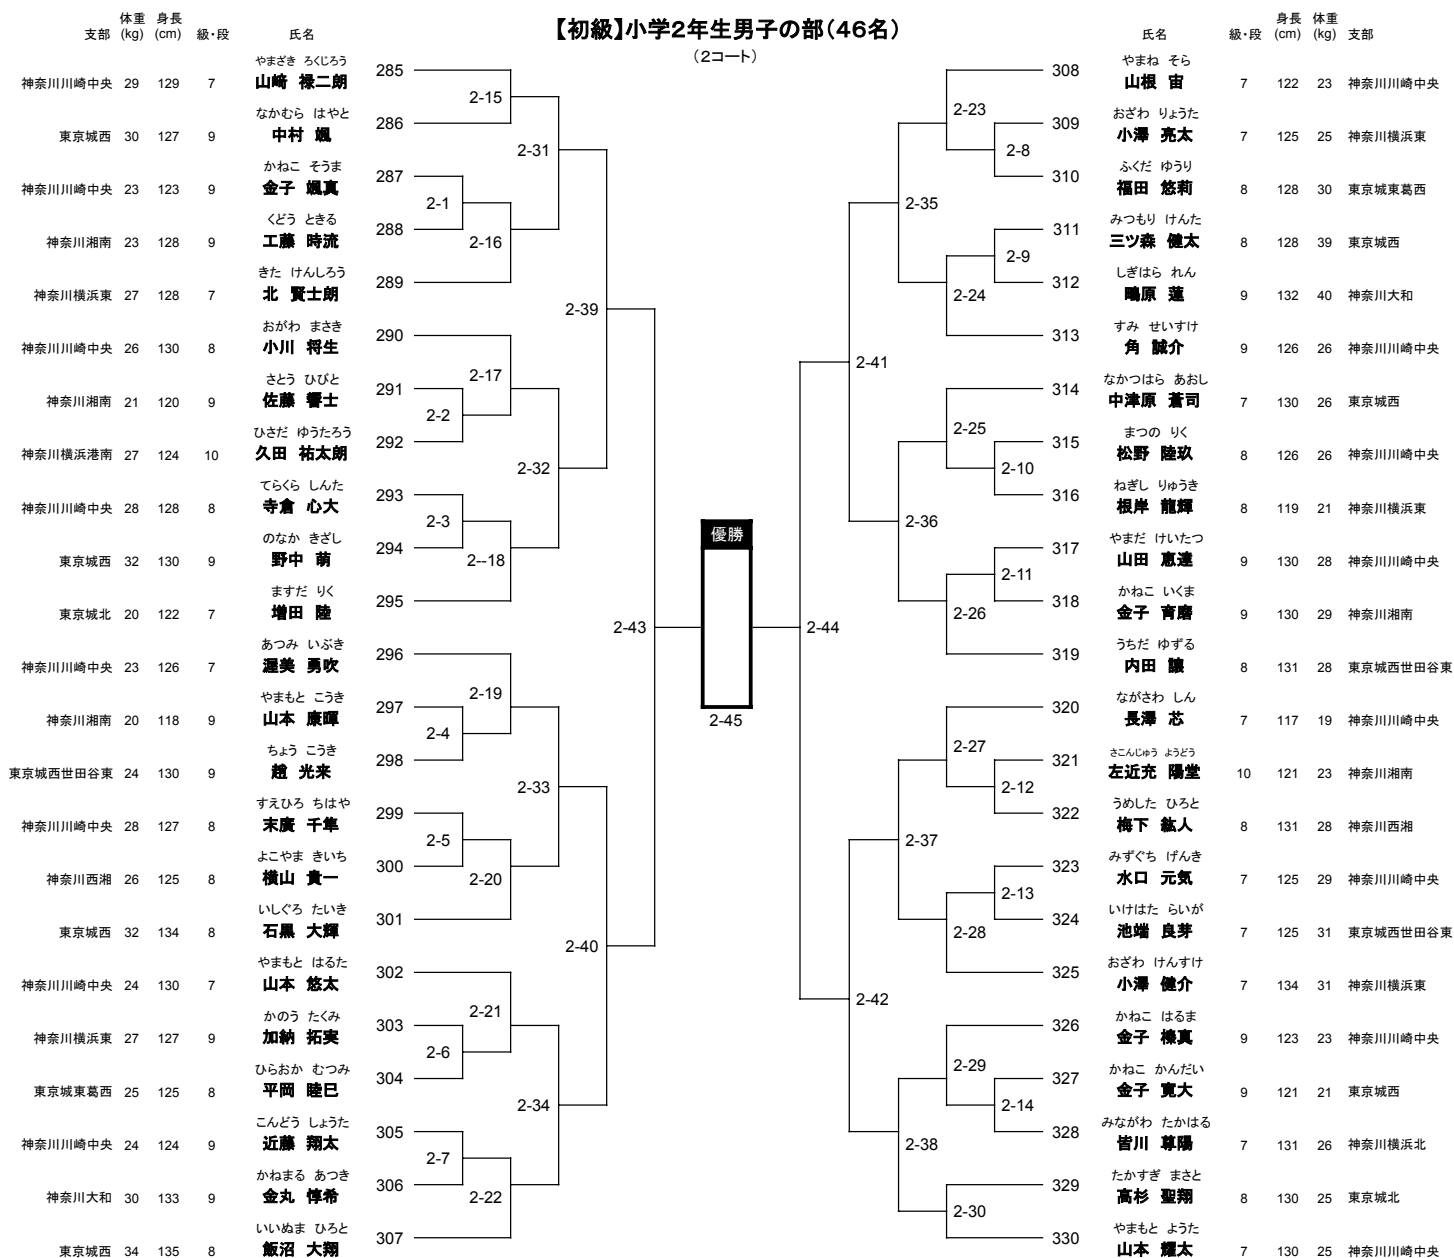 【初級】小学2年生男子の部(46名)
(2コート)
支部 体重(kg) 身長(cm) 級・段 氏名
やまざき ろくじろう
神奈川川崎中央 29 129 7 山﨑 禄二朗 285
なかむら はやと
東京城西 30 127 9 中村 颯 286
かねこ そうま
神奈川川崎中央 23 123 9 金子 颯真 287
くどう ときる
神奈川湘南 23 128 9 工藤 時流 288
きた けんしろう
神奈川横浜東 27 128 7 北 賢士朗 289
おがわ まさき
神奈川川崎中央 26 130 8 小川 将生 290
さとう ひびと
神奈川湘南 21 120 9 佐藤 響士 291
ひさだ ゆうたろう
神奈川横浜港南 27 124 10 久田 祐太朗 292
てらくら しんた
神奈川川崎中央 28 128 8 寺倉 心大 293
のなか きざし
東京城西 32 130 9 野中 萌 294
ますだ りく
東京城北 20 122 7 増田 陸 295
あつみ いぶき
神奈川川崎中央 23 126 7 渥美 勇吹 296
やまもと こうき
神奈川湘南 20 118 9 山本 康暉 297
ちょう こうき
東京城西世田谷東 24 130 9 趙 光来 298
すえひろ ちはや
神奈川川崎中央 28 127 8 末廣 千隼 299
よこやま きいち
神奈川西湘 26 125 8 横山 貴一 300
いしぐろ たいき
東京城西 32 134 8 石黒 大輝 301
やまもと はるた
神奈川川崎中央 24 130 7 山本 悠太 302
かのう たくみ
神奈川横浜東 27 127 9 加納 拓実 303
ひらおか むつみ
東京城東葛西 25 125 8 平岡 睦巳 304
こんどう しょうた
神奈川川崎中央 24 124 9 近藤 翔太 305
かねまる あつき
神奈川大和 30 133 9 金丸 惇希 306
いいぬま ひろと
東京城西 34 135 8 飯沼 大翔 307
2-15
2-1
2-16
2-31
2-17
2-2
2-3
2--18
2-32
2-39
2-19
2-4
2-5
2-20
2-33
2-21
2-6
2-7
2-22
2-34
2-40
2-43
優勝
2-45
2-44
2-41
2-42
2-35
2-36
2-37
2-38
2-23
2-8
2-9
2-24
2-25
2-10
2-11
2-26
2-27
2-12
2-13
2-28
2-29
2-14
2-30
氏名 級・段 身長(cm) 体重(kg) 支部
やまね そら
308 山根 宙 7 122 23 神奈川川崎中央
おざわ りょうた
309 小澤 亮太 7 125 25 神奈川横浜東
ふくだ ゆうり
310 福田 悠莉 8 128 30 東京城東葛西
みつもり けんた
311 三ツ森 健太 8 128 39 東京城西
しぎはら れん
312 鴫原 蓮 9 132 40 神奈川大和
すみ せいすけ
313 角 誠介 9 126 26 神奈川川崎中央
なかつはら あおし
314 中津原 蒼司 7 130 26 東京城西
まつの りく
315 松野 陸玖 8 126 26 神奈川川崎中央
ねぎし りゅうき
316 根岸 龍輝 8 119 21 神奈川横浜東
やまだ けいたつ
317 山田 恵達 9 130 28 神奈川川崎中央
かねこ いくま
318 金子 育磨 9 130 29 神奈川湘南
うちだ ゆずる
319 内田 譲 8 131 28 東京城西世田谷東
ながさわ しん
320 長澤 芯 7 117 19 神奈川川崎中央
さこんじゅう ようどう
321 左近充 陽堂 10 121 23 神奈川湘南
うめした ひろと
322 梅下 紘人 8 131 28 神奈川西湘
みずぐち げんき
323 水口 元気 7 125 29 神奈川川崎中央
いけはた らいが
324 池端 良芽 7 125 31 東京城西世田谷東
おざわ けんすけ
325 小澤 健介 7 134 31 神奈川横浜東
かねこ はるま
326 金子 榛真 9 123 23 神奈川川崎中央
かねこ かんだい
327 金子 寛大 9 121 21 東京城西
みながわ たかはる
328 皆川 尊陽 7 131 26 神奈川横浜北
たかすぎ まさと
329 高杉 聖翔 8 130 25 東京城北
やまもと ようた
330 山本 耀太 7 130 25 神奈川川崎中央